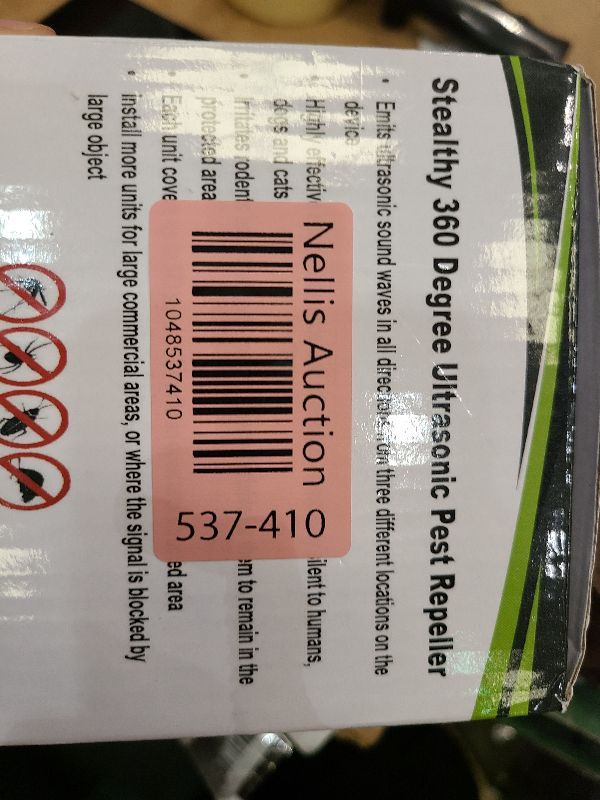 Stealthy 360 Degree Ultrasonic Pest Repeller
• Emits ultrasonic sound waves in all directions from three different locations on the
device
• Highly effectiv ilent to humans,
dogs and cats
• Irritates rodent em to remain in the
protected area
• Each unit cove ed area
• install more units for large commercial areas, or where the signal is blocked by
large object
Nellis Auction
1048537410
537-410